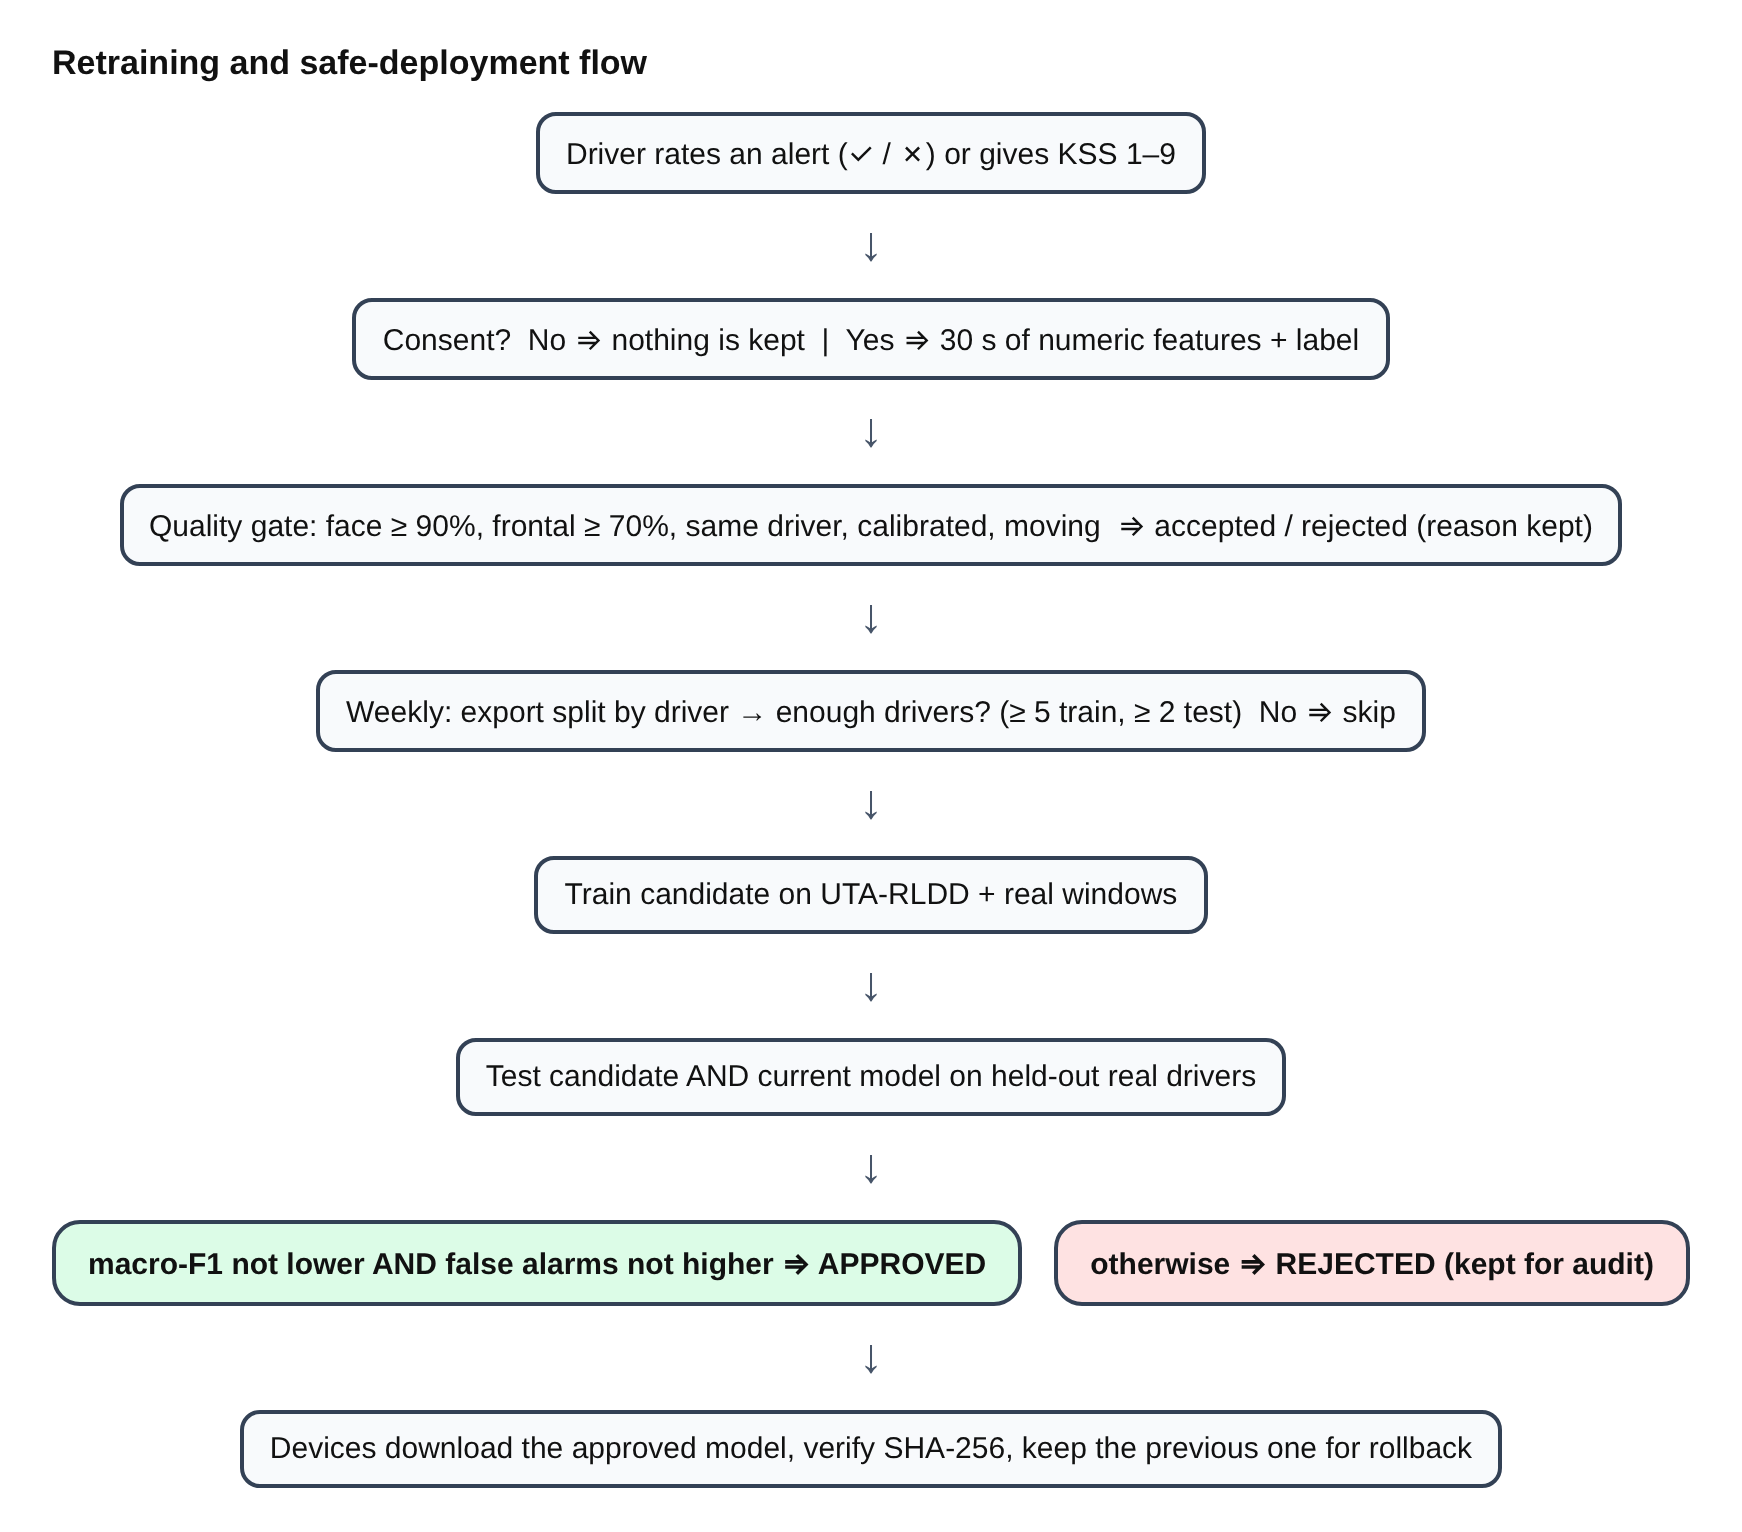 Retraining and safe-deployment flow
Driver rates an alert (✓ / ✕) or gives KSS 1–9
↓
Consent?  No ⇒ nothing is kept  |  Yes ⇒ 30 s of numeric features + label
↓
Quality gate: face ≥ 90%, frontal ≥ 70%, same driver, calibrated, moving  ⇒ accepted / rejected (reason kept)
↓
Weekly: export split by driver → enough drivers? (≥ 5 train, ≥ 2 test)  No ⇒ skip
↓
Train candidate on UTA-RLDD + real windows
↓
Test candidate AND current model on held-out real drivers
↓
macro-F1 not lower AND false alarms not higher ⇒ APPROVED
otherwise ⇒ REJECTED (kept for audit)
↓
Devices download the approved model, verify SHA-256, keep the previous one for rollback